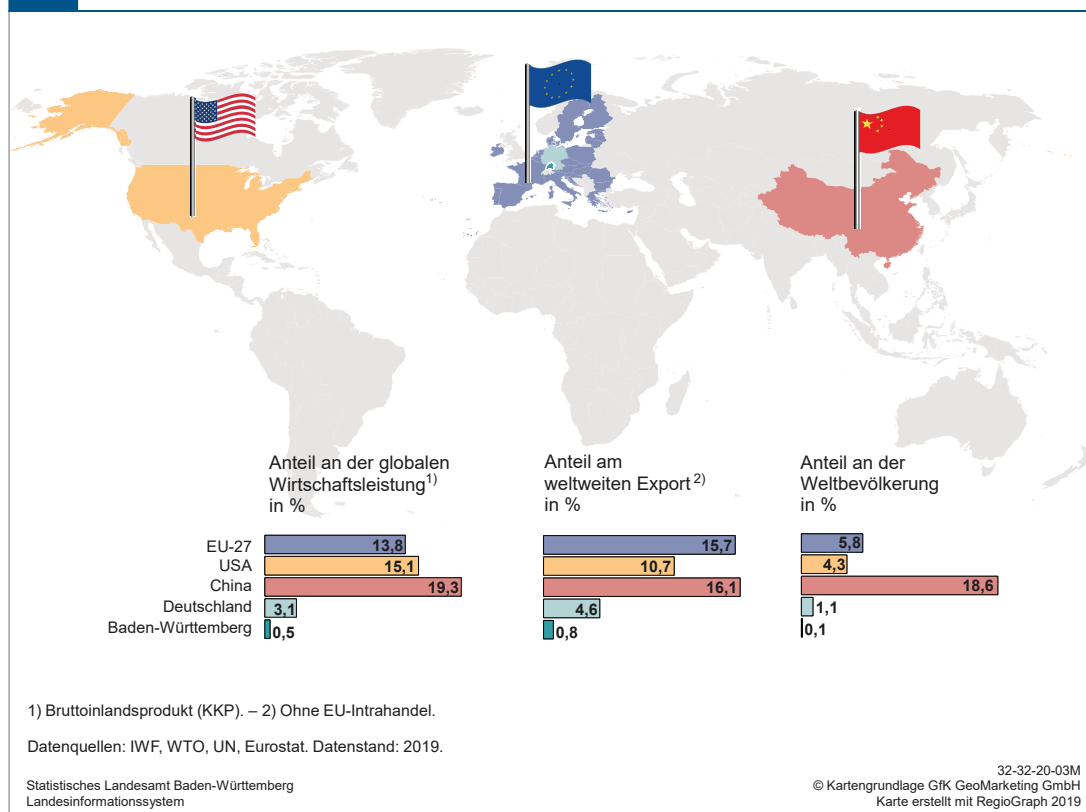 Anteil an der globalen
Wirtschaftsleistung1)
in %
Anteil am
weltweiten Export 2)
in %
Anteil an der
Weltbevölkerung
in %
EU-27 13,8 15,7 5,8
USA 15,1 10,7 4,3
China 19,3 16,1 18,6
Deutschland 3,1 4,6 1,1
Baden-Württemberg 0,5 0,8 0,1
1) Bruttoinlandsprodukt (KKP). – 2) Ohne EU-Intrahandel.
Datenquellen: IWF, WTO, UN, Eurostat. Datenstand: 2019.
Statistisches Landesamt Baden-Württemberg
Landesinformationssystem
32-32-20-03M
© Kartengrundlage GfK GeoMarketing GmbH
Karte erstellt mit RegioGraph 2019